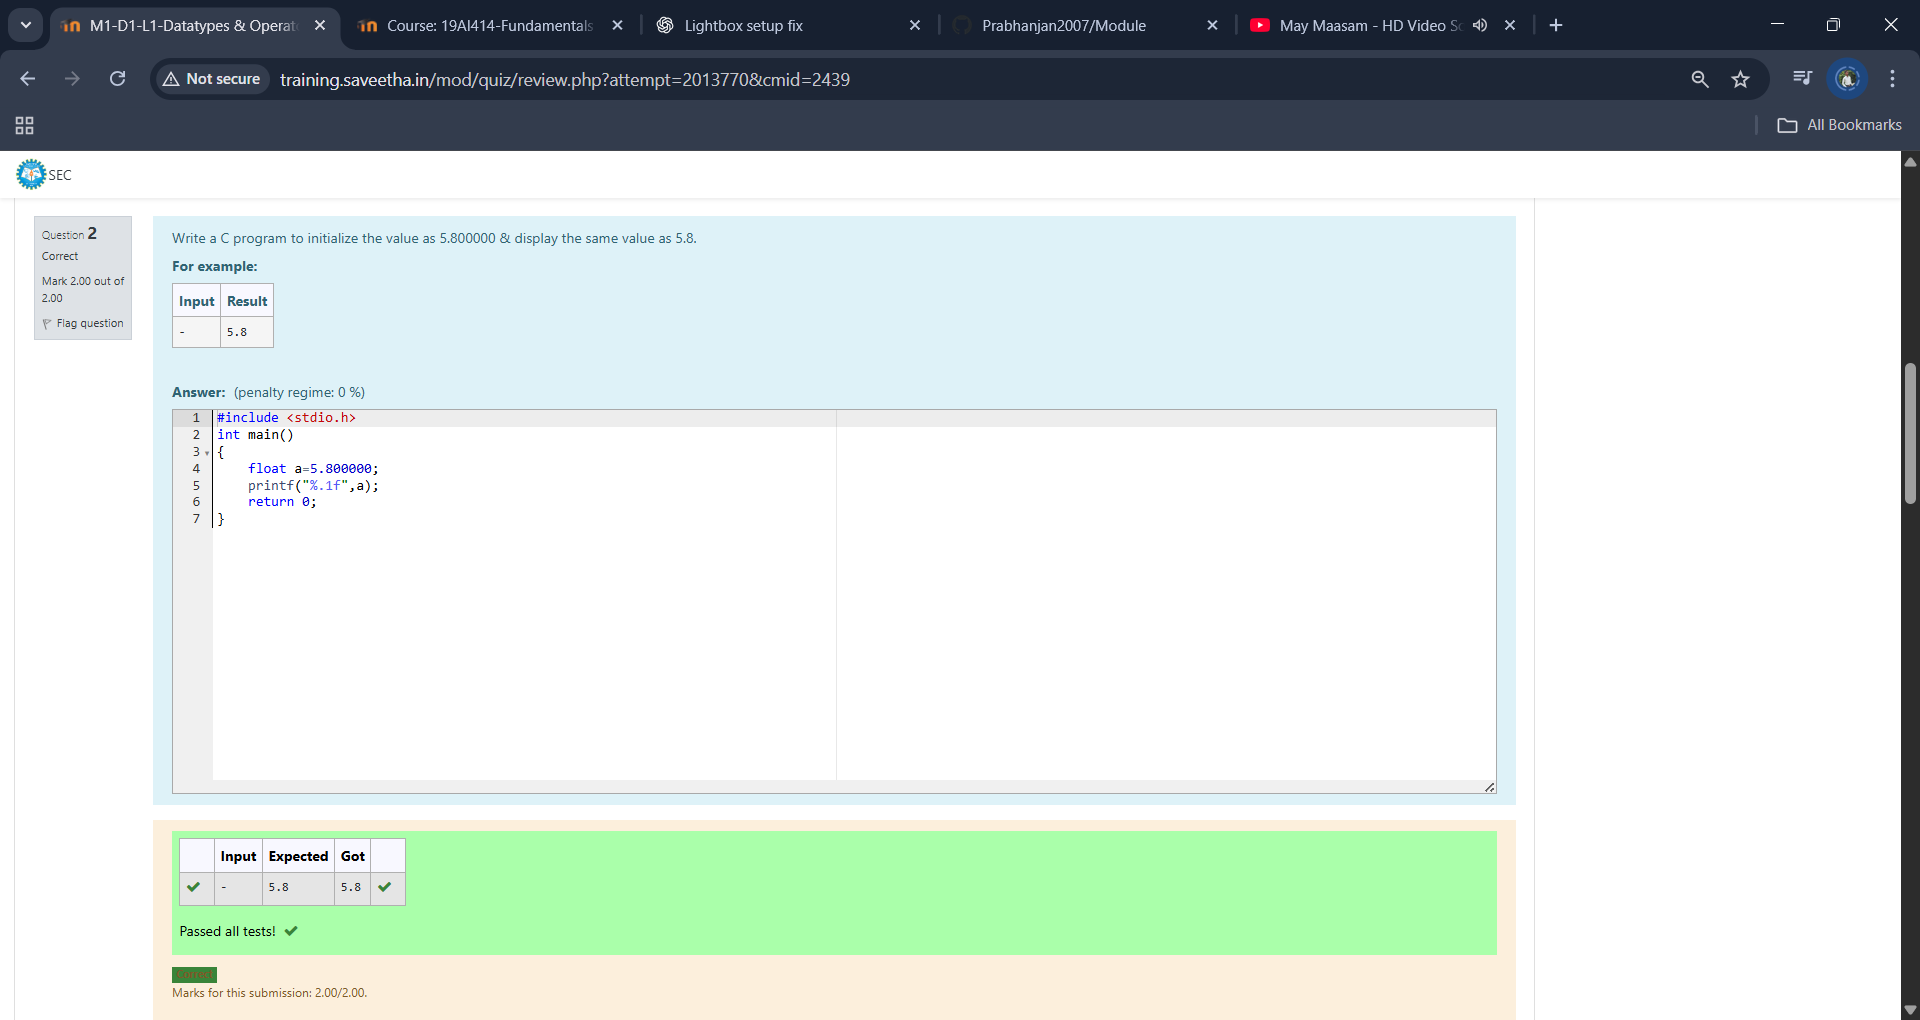 M1-D1-L1-Datatypes & Operat
Course: 19AI414-Fundamentals
Lightbox setup fix
Prabhanjan2007/Module
May Maasam - HD Video So
Not secure
training.saveetha.in/mod/quiz/review.php?attempt=2013770&cmid=2439
All Bookmarks
SEC
Question 2
Correct
Mark 2.00 out of
2.00
Flag question
Write a C program to initialize the value as 5.800000 & display the same value as 5.8.
For example:
Input Result
- 5.8
Answer: (penalty regime: 0 %)
1 #include <stdio.h>
2 int main()
3 {
4 float a=5.800000;
5 printf("%.1f",a);
6 return 0;
7 }
Input Expected Got
- 5.8 5.8
Passed all tests!
Correct
Marks for this submission: 2.00/2.00.